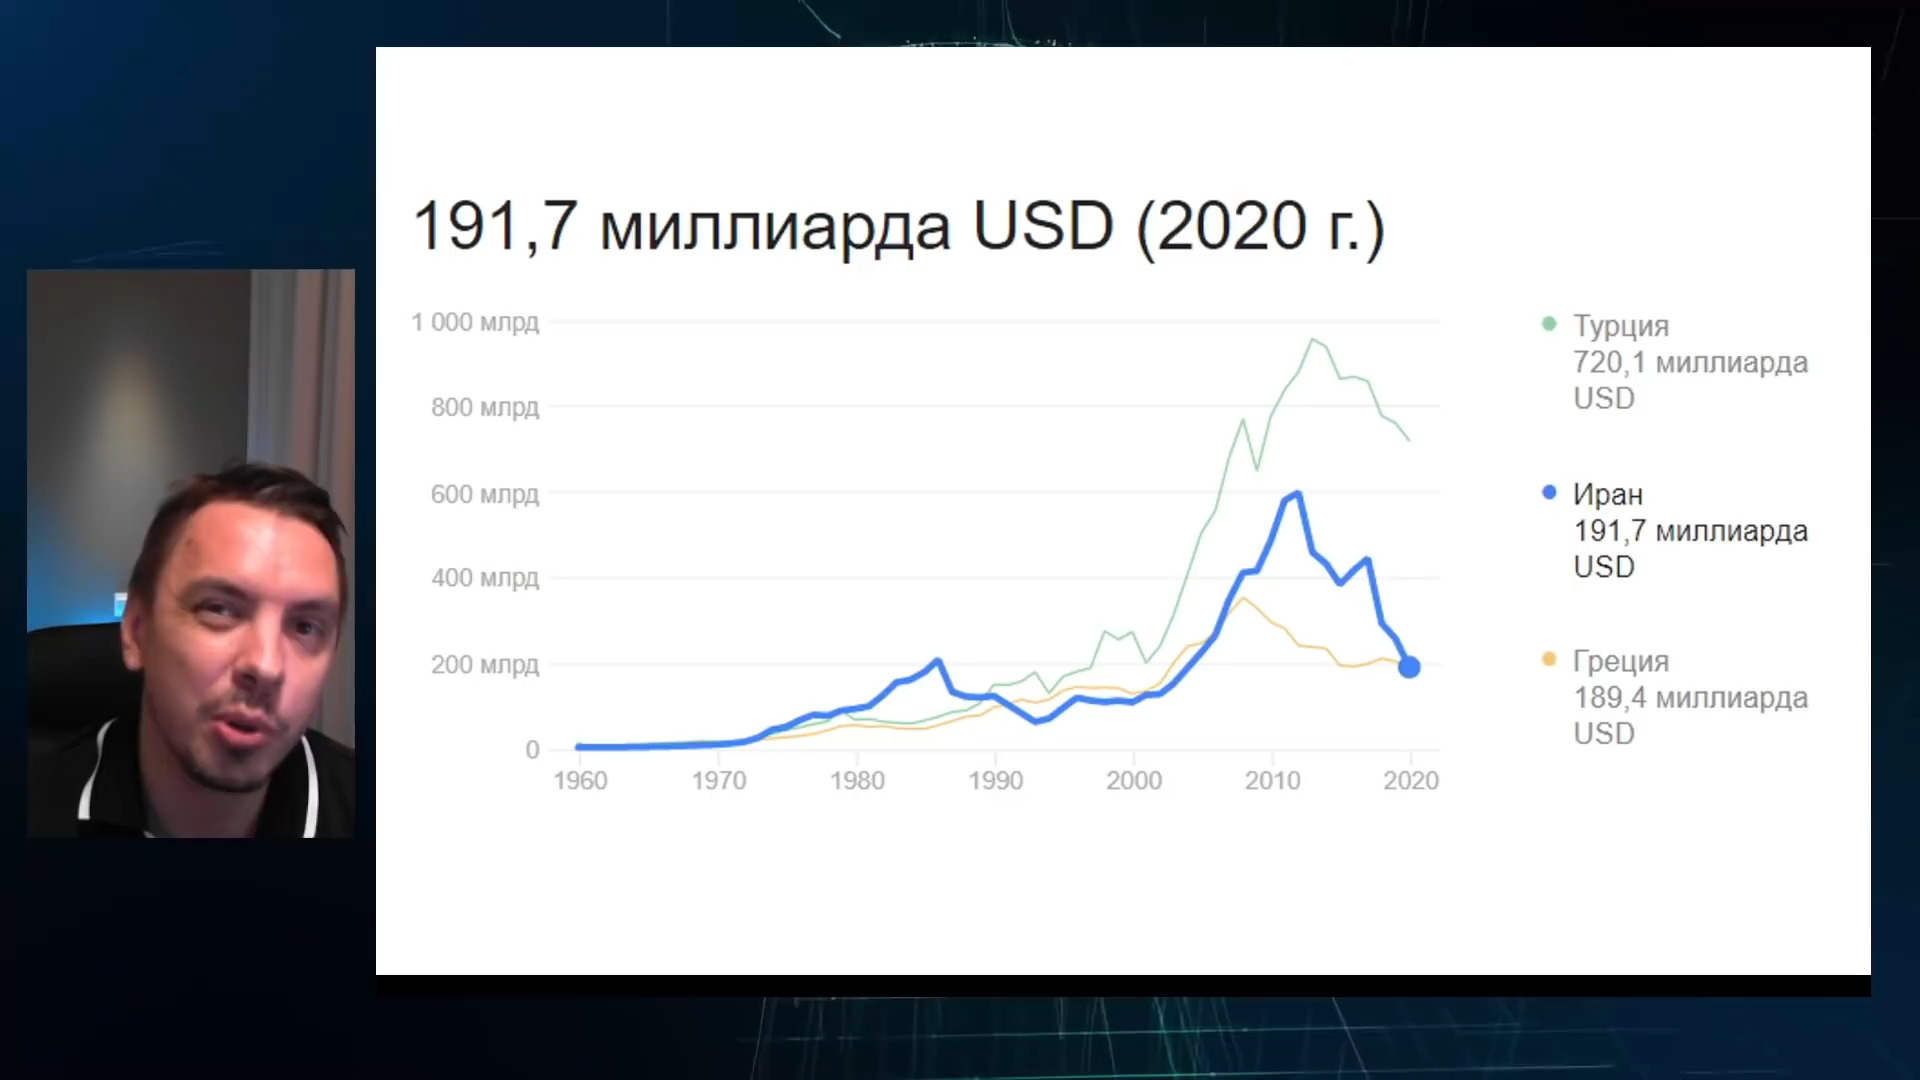 191,7 миллиарда USD (2020 г.)
1 000 млрд
800 млрд
600 млрд
400 млрд
200 млрд
0
1960 1970 1980 1990 2000 2010 2020
Турция
720,1 миллиарда
USD
Иран
191,7 миллиарда
USD
Греция
189,4 миллиарда
USD